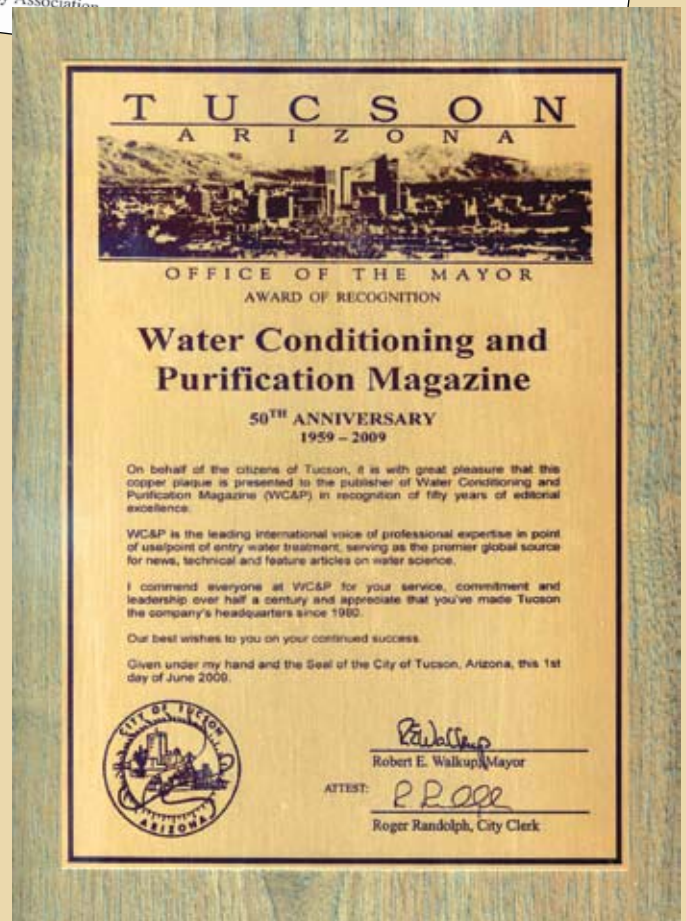 Association
TUCSON
ARIZONA
OFFICE OF THE MAYOR
AWARD OF RECOGNITION
Water Conditioning and
Purification Magazine
50TH ANNIVERSARY
1959 – 2009
On behalf of the citizens of Tucson, it is with great pleasure that this
copper plaque is presented to the publisher of Water Conditioning and
Purification Magazine (WC&P) in recognition of fifty years of editorial
excellence.
WC&P is the leading international voice of professional expertise in point
of use/point of entry water treatment, serving as the premier global source
for news, technical and feature articles on water science.
I commend everyone at WC&P for your service, commitment and
leadership over half a century and appreciate that you've made Tucson
the company's headquarters since 1980.
Our best wishes to you on your continued success.
Given under my hand and the Seal of the City of Tucson, Arizona, this 1st
day of June 2009.
CITY OF TUCSON
ARIZONA
REWalkup
Robert E. Walkup, Mayor
ATTEST:
Roger Randolph, City Clerk